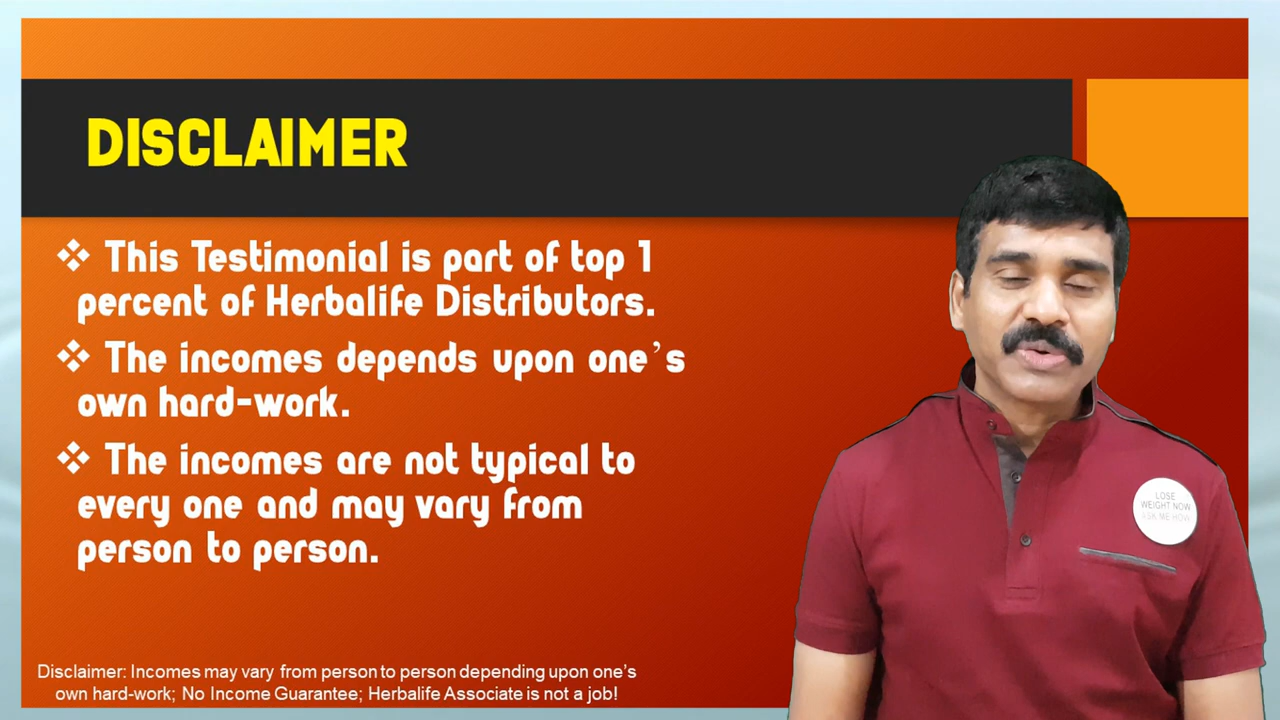 DISCLAIMER
❖ This Testimonial is part of top 1
percent of Herbalife Distributors.
❖ The incomes depends upon one's
own hard-work.
❖ The incomes are not typical to
every one and may vary from
person to person.
LOSE
WEIGHT NOW
ASK ME HOW
Disclaimer: Incomes may vary from person to person depending upon one's
own hard-work; No Income Guarantee; Herbalife Associate is not a job!